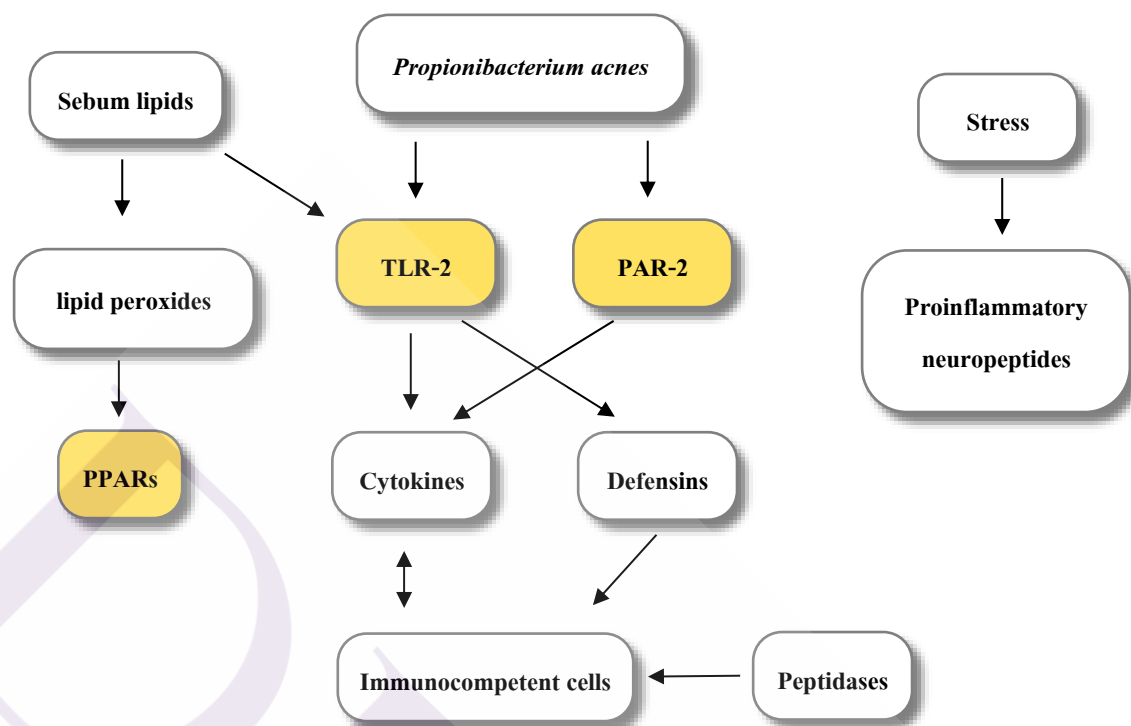 Propionibacterium acnes
Sebum lipids
Stress
TLR-2
PAR-2
lipid peroxides
Proinflammatory
neuropeptides
PPARs
Cytokines
Defensins
Immunocompetent cells
Peptidases